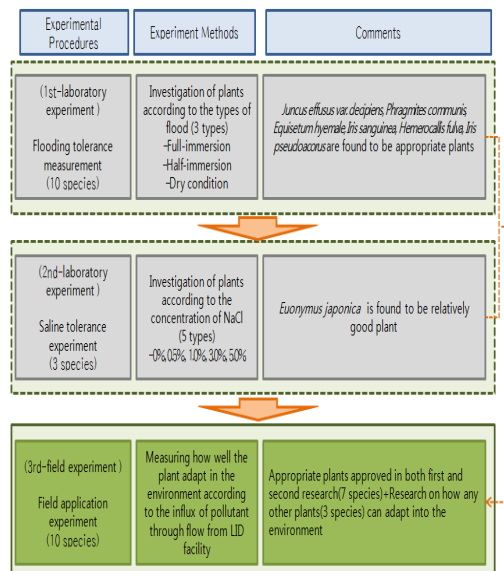 Experimental
Procedures
Experiment Methods
Comments
(1st-laboratory
experiment )
Flooding tolerance
measurement
(10 species)
Investigation of plants
according to the types of
flood (3 types)
-Full-immersion
-Half-immersion
-Dry condition
Juncus effusus var. decipiens, Phragmites communis,
Equisetum hyemale, Iris sanguinea, Hemerocallis fulva, Iris
pseudoacorus are found to be appropriate plants
(2nd-laboratory
experiment )
Saline tolerance
experiment
(3 species)
Investigation of plants
according to the
concentration of NaCl
(5 types)
-0%, 0.5%, 1.0%, 3.0%, 5.0%
Euonymus japonica is found to be relatively
good plant
(3rd-field experiment )
Field application
experiment
(10 species)
Measuring how well the
plant adapt in the
environment according
to the influx of pollutant
through flow from LID
facility
Appropriate plants approved in both first and
second research(7 species)+Research on how any
other plants(3 species) can adapt into the
environment